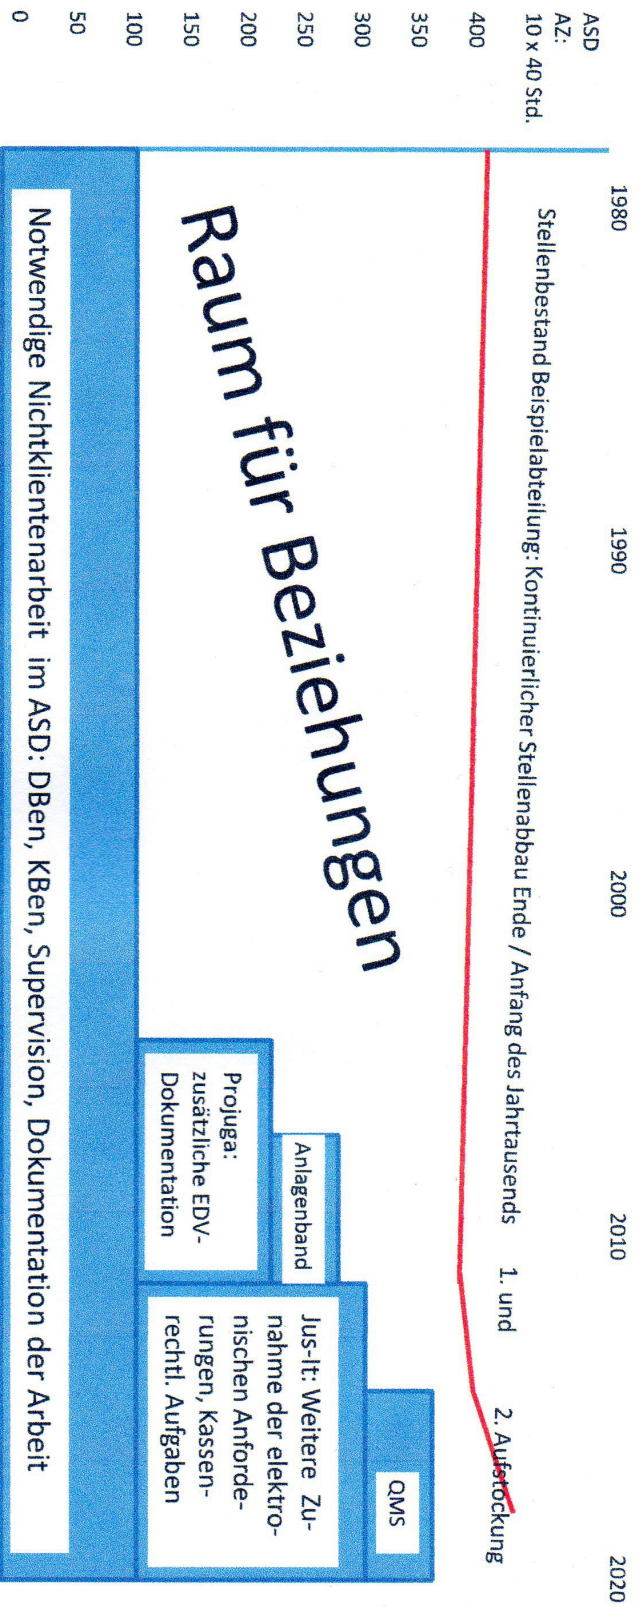 ASD
AZ:
10 x 40 Std.
1980
1990
2000
2010
2020
Stellenbestand Beispielabteilung: Kontinuierlicher Stellenabbau Ende / Anfang des Jahrtausends
1. und
2. Aufstockung
400
350
300
250
200
150
100
50
0
Raum für Beziehungen
Projuga:
zusätzliche EDV-
Dokumentation
Anlagenband
Jus-It: Weitere Zu-
nahme der elektro-
nischen Anforde-
rungen, Kassen-
rechtl. Aufgaben
QMS
Notwendige Nichtklientenarbeit im ASD: DBen, KBen, Supervision, Dokumentation der Arbeit